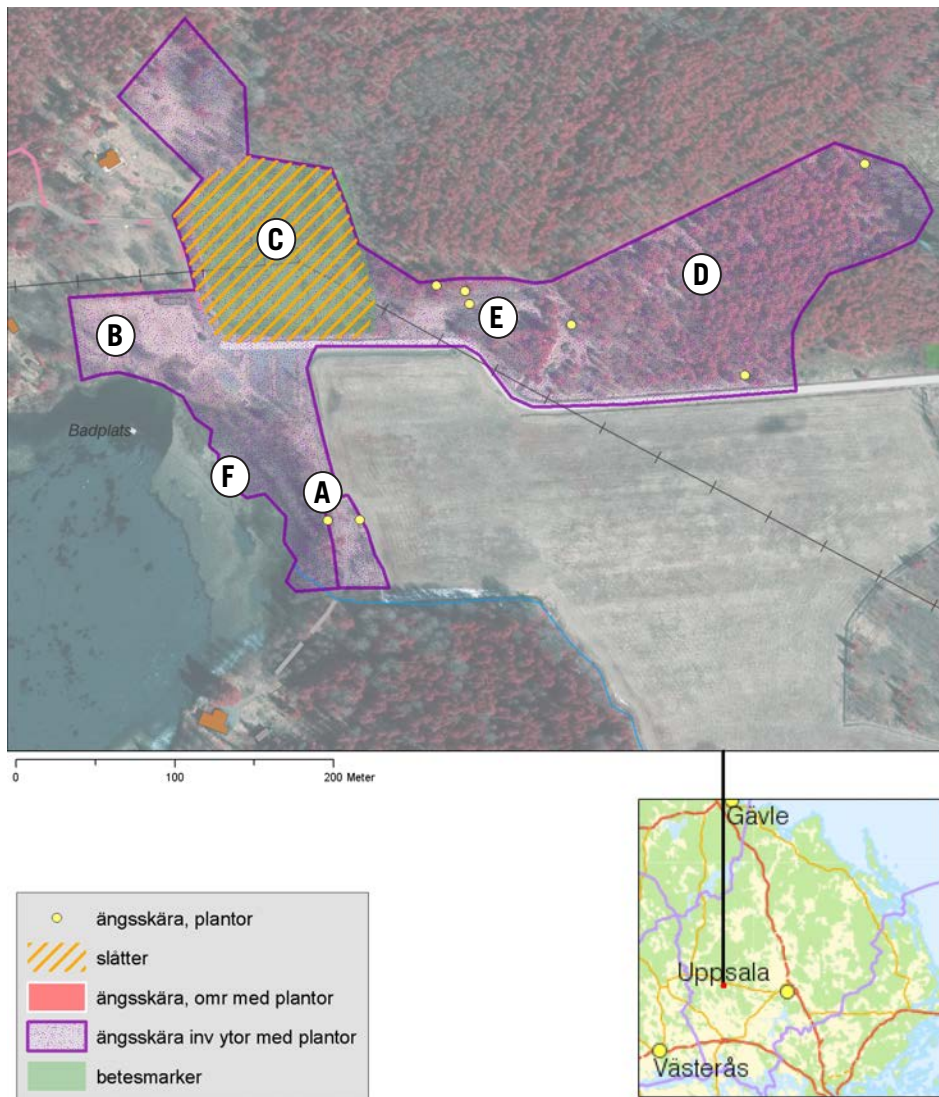 C
D
E
B
Badplats
F
A
0 100 200 Meter
ängsskära, plantor
slåtter
ängsskära, omr med plantor
ängsskära inv ytor med plantor
betesmarker
Gävle
Uppsala
Västerås